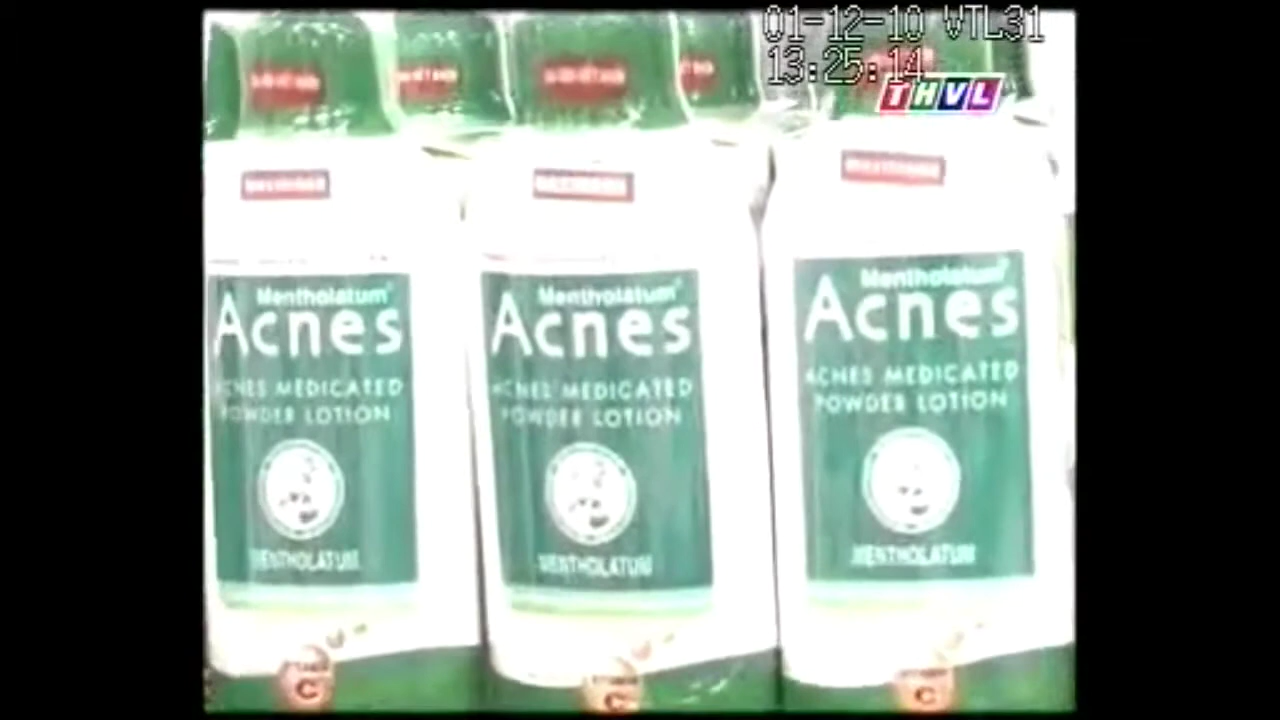 01-12-10 VTL31
13:25:14
THVL
Mentholatum
Acnes
ACNES MEDICATED
POWDER LOTION
MENTHOLATUM
C
Mentholatum
Acnes
ACNES MEDICATED
POWDER LOTION
MENTHOLATUM
C
Mentholatum
Acnes
ACNES MEDICATED
POWDER LOTION
MENTHOLATUM
C